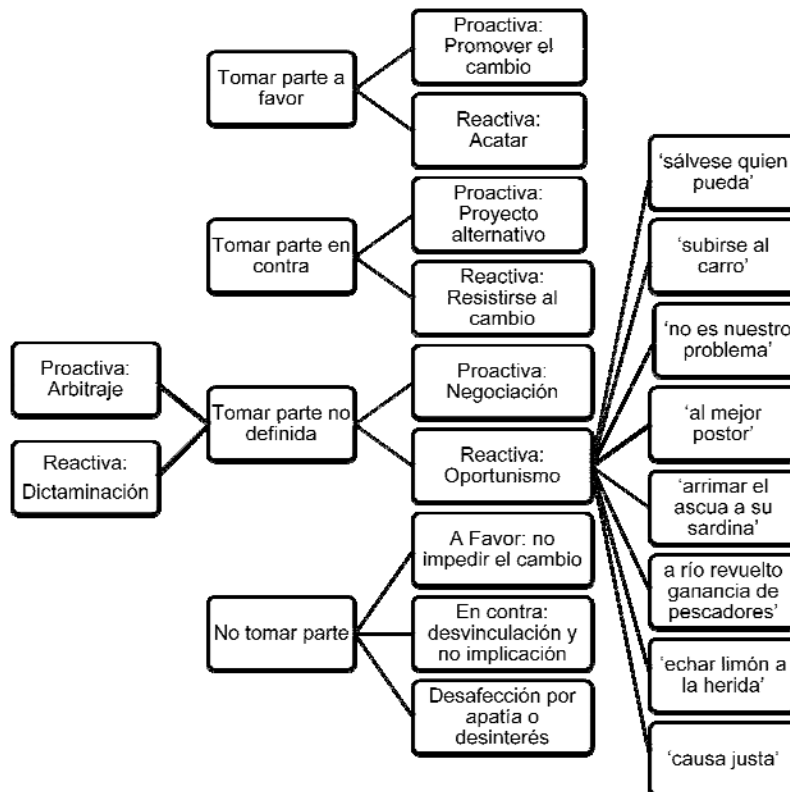 Proactiva:
Promover el
cambio
Tomar parte a
favor
Reactiva:
Acatar
Proactiva:
Proyecto
alternativo
Tomar parte en
contra
Reactiva:
Resistirse al
cambio
Proactiva:
Arbitraje
Reactiva:
Dictaminación
Tomar parte no
definida
Proactiva:
Negociación
Reactiva:
Oportunismo
‘sálvese quien
pueda’
‘subirse al
carro’
‘no es nuestro
problema’
‘al mejor
postor’
‘arrimar el
ascua a su
sardina’
a río revuelto
ganancia de
pescadores’
‘echar limón a
la herida’
‘causa justa’
No tomar parte
A Favor: no
impedir el cambio
En contra:
desvinculación y
no implicación
Desafección por
apatía o
desinterés